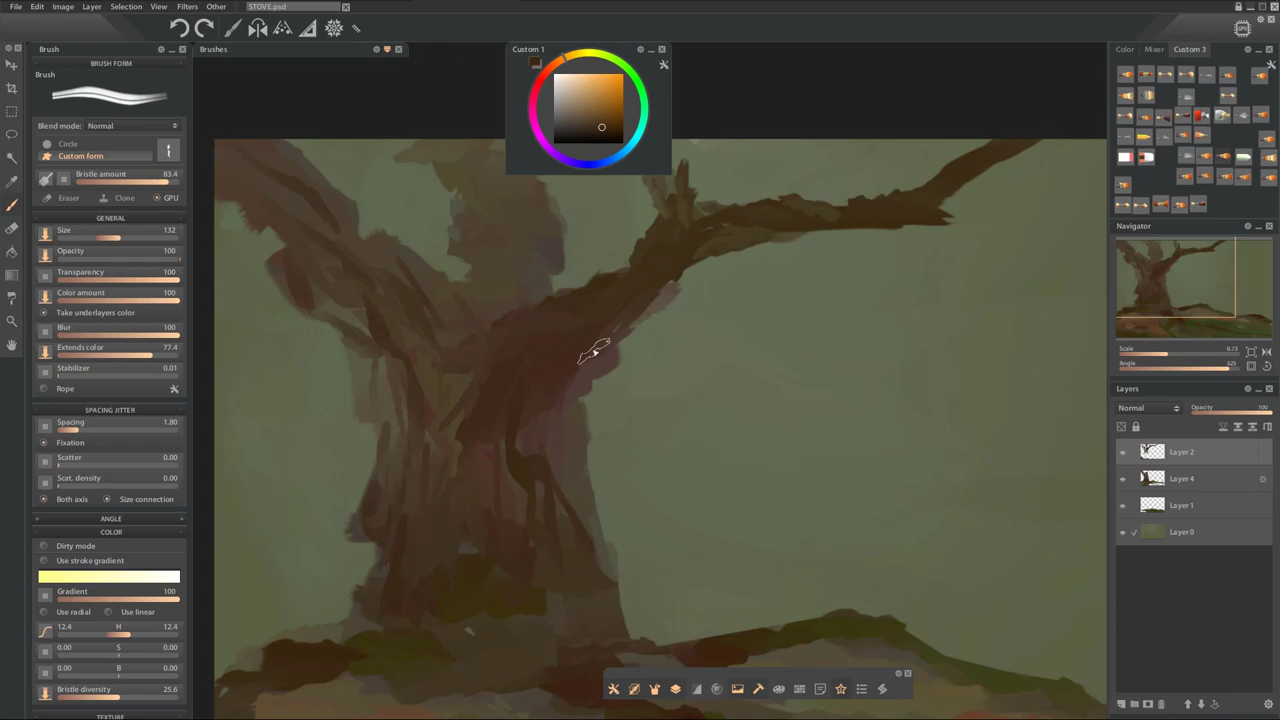 File Edit Image Layer Selection View Filters Other STOVE.psd
Brush
BRUSH FORM
Brush
Blend mode: Normal
Circle
Custom form
Bristle amount 83.4
Eraser Clone GPU
GENERAL
Size 132
Opacity 100
Transparency 100
Color amount 100
Take underlayers color
Blur 100
Extends color 77.4
Stabilizer 0.01
Rope
SPACING JITTER
Spacing 1.80
Fixation
Scatter 0.00
Scat. density 0.00
Both axis Size connection
ANGLE
COLOR
Dirty mode
Use stroke gradient
Gradient 100
Use radial Use linear
12.4 H 12.4
0.00 S 0.00
0.00 B 0.00
Bristle diversity 25.6
TEXTURE
Brushes
Custom 1
Color Mixer Custom 3
Navigator
Scale 0.73
Angle 325
Layers
Normal Opacity 100
Layer 2
Layer 4
Layer 1
Layer 0